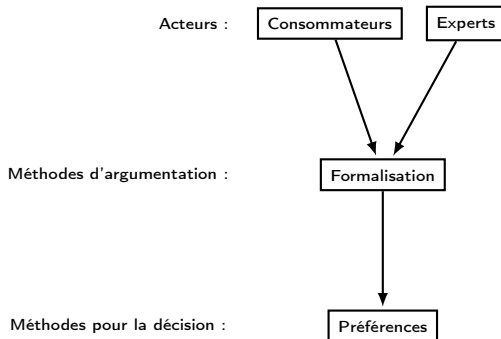 Acteurs : Consommateurs Experts
Méthodes d'argumentation : Formalisation
Méthodes pour la décision : Préférences